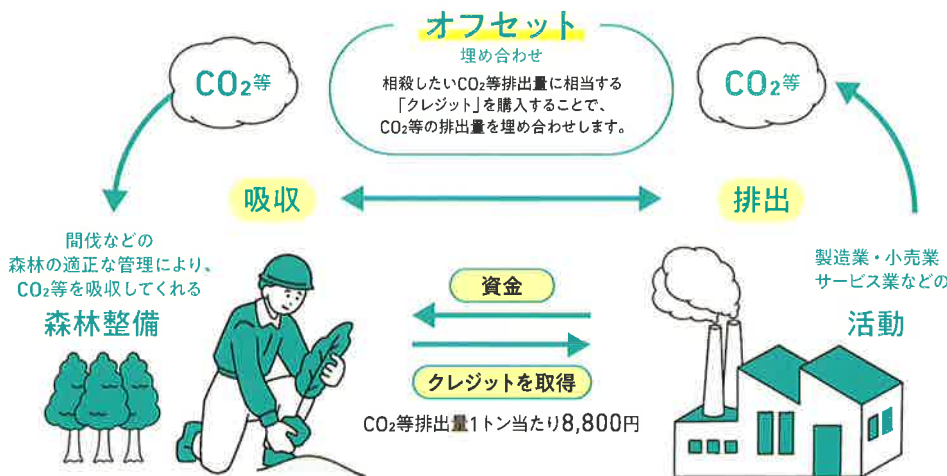 オフセット
埋め合わせ
相殺したいCO₂等排出量に相当する
「クレジット」を購入することで、
CO₂等の排出量を埋め合わせします。
CO₂等
CO₂等
吸収
排出
間伐などの
森林の適正な管理により、
CO₂等を吸収してくれる
森林整備
資金
クレジットを取得
CO₂等排出量1トン当たり8,800円
製造業・小売業
サービス業などの
活動